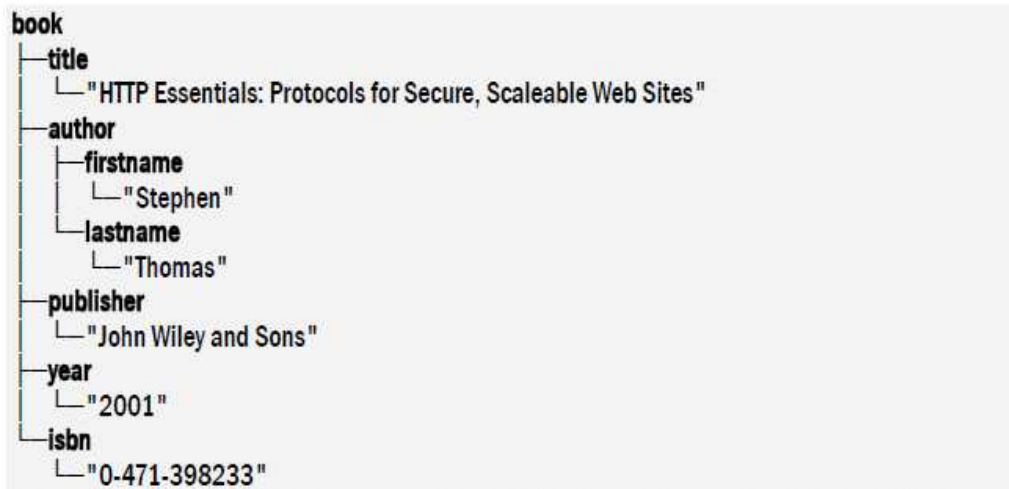 book
title
"HTTP Essentials: Protocols for Secure, Scaleable Web Sites"
author
firstname
"Stephen"
lastname
"Thomas"
publisher
"John Wiley and Sons"
year
"2001"
isbn
"0-471-398233"